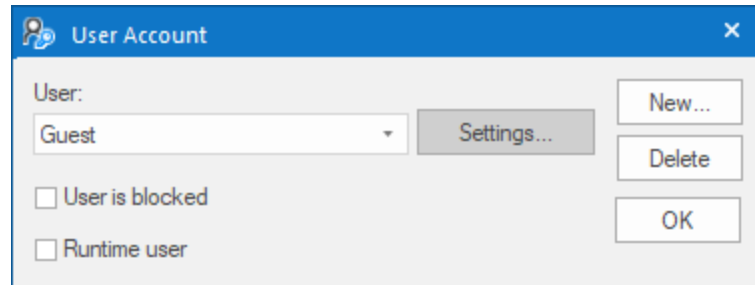 User Account
User:
Guest
Settings...
New...
Delete
User is blocked
OK
Runtime user